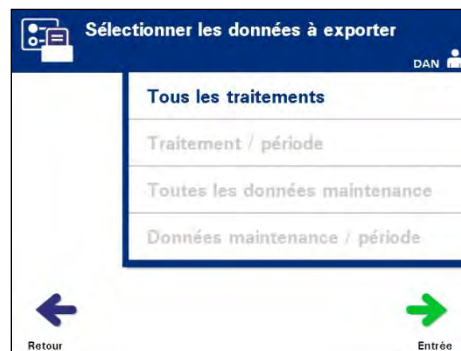 Sélectionner les données à exporter
DAN
Tous les traitements
Traitement / période
Toutes les données maintenance
Données maintenance / période
Retour
Entrée